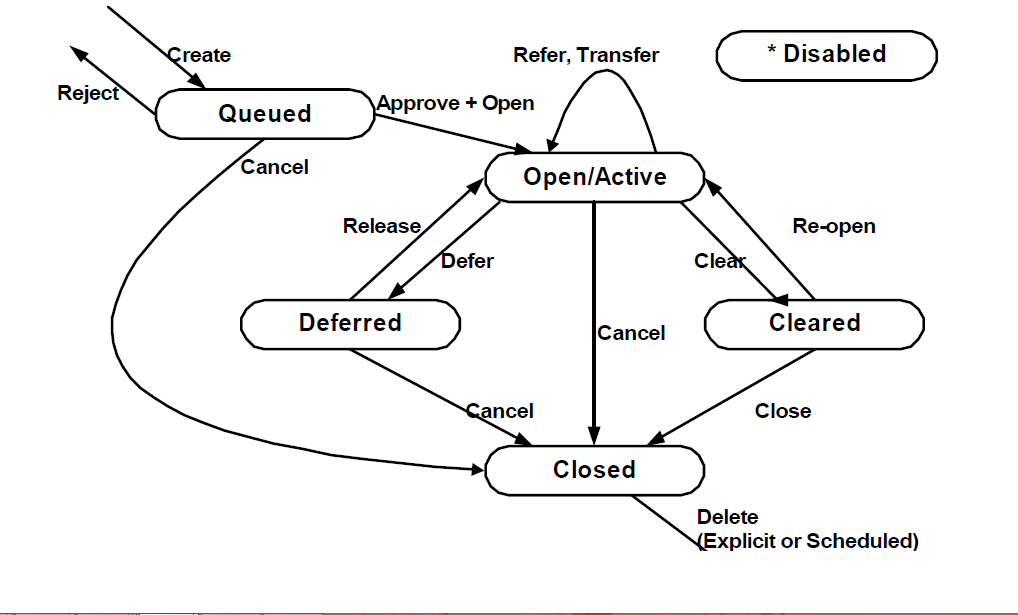 Create
Refer, Transfer
* Disabled
Reject
Queued
Approve + Open
Cancel
Open/Active
Release
Re-open
Defer
Clear
Deferred
Cancel
Cleared
Cancel
Close
Closed
Delete
(Explicit or Scheduled)